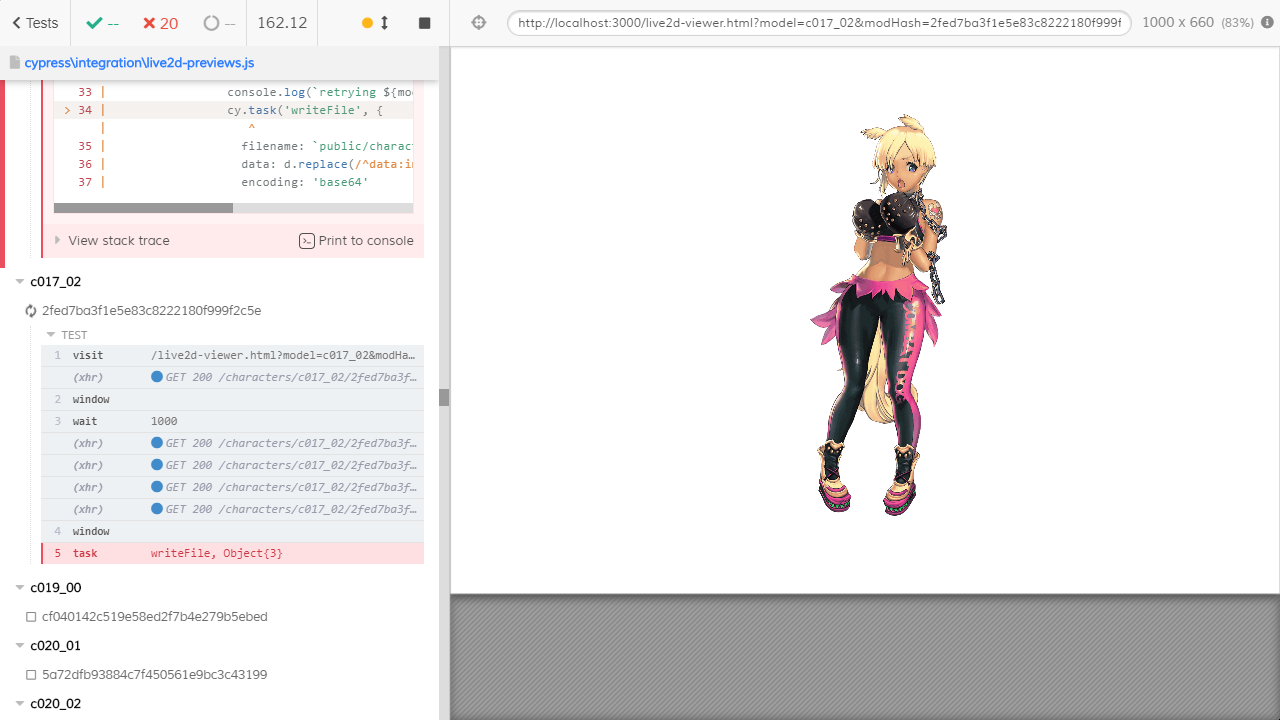 Tests
--
20
--
162.12
http://localhost:3000/live2d-viewer.html?model=c017_02&modHash=2fed7ba3f1e5e83c8222180f999f
1000 x 660 (83%)
cypress\integration\live2d-previews.js
33 | console.log(`retrying ${mo
> 34 | cy.task('writeFile', {
| ^
35 | filename: `public/charac
36 | data: d.replace(/^data:i
37 | encoding: 'base64'
View stack trace
Print to console
c017_02
2fed7ba3f1e5e83c8222180f999f2c5e
TEST
1 visit /live2d-viewer.html?model=c017_02&modHa…
(xhr) GET 200 /characters/c017_02/2fed7ba3f…
2 window
3 wait 1000
(xhr) GET 200 /characters/c017_02/2fed7ba3f…
(xhr) GET 200 /characters/c017_02/2fed7ba3f…
(xhr) GET 200 /characters/c017_02/2fed7ba3f…
(xhr) GET 200 /characters/c017_02/2fed7ba3f…
4 window
5 task writeFile, Object{3}
c019_00
cf040142c519e58ed2f7b4e279b5ebed
c020_01
5a72dfb93884c7f450561e9bc3c43199
c020_02